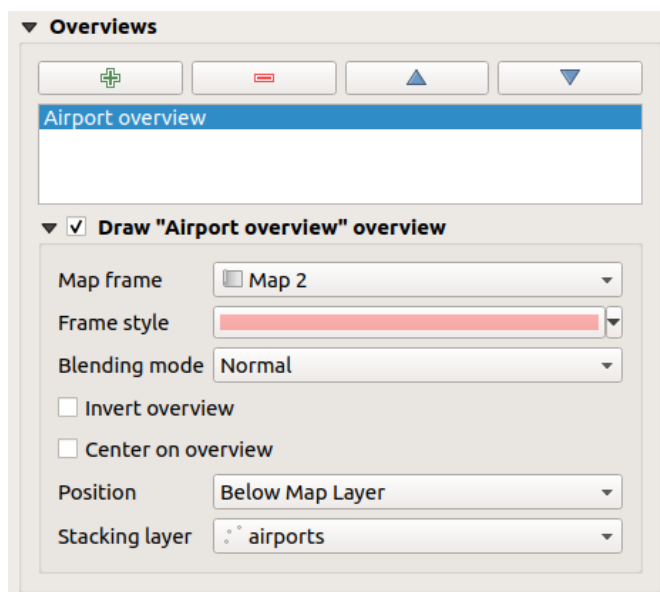 Overviews
Airport overview
Draw "Airport overview" overview
Map frame Map 2
Frame style
Blending mode Normal
Invert overview
Center on overview
Position Below Map Layer
Stacking layer airports